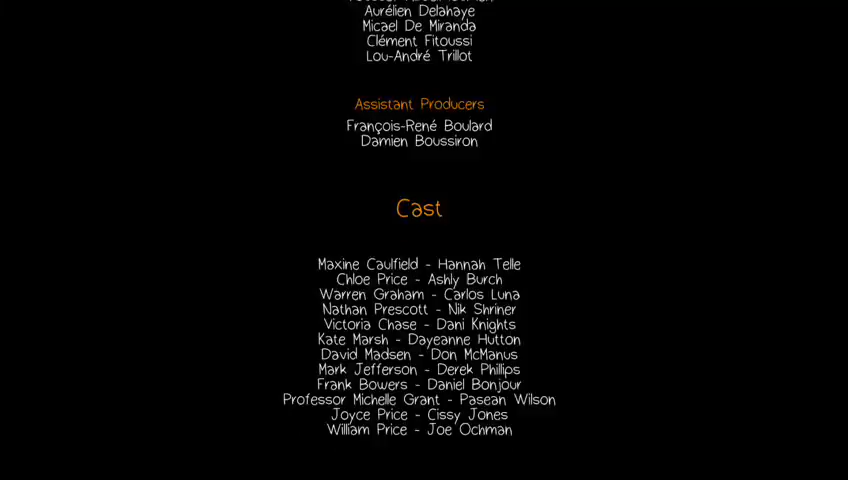 Aurélien Delahaye
Micael De Miranda
Clément Fitoussi
Lou-André Trillot
Assistant Producers
François-René Boulard
Damien Boussiron
Cast
Maxine Caulfield - Hannah Telle
Chloe Price - Ashly Burch
Warren Graham - Carlos Luna
Nathan Prescott - Nik Shriner
Victoria Chase - Dani Knights
Kate Marsh - Dayeanne Hutton
David Madsen - Don McManus
Mark Jefferson - Derek Phillips
Frank Bowers - Daniel Bonjour
Professor Michelle Grant - Pasean Wilson
Joyce Price - Cissy Jones
William Price - Joe Ochman